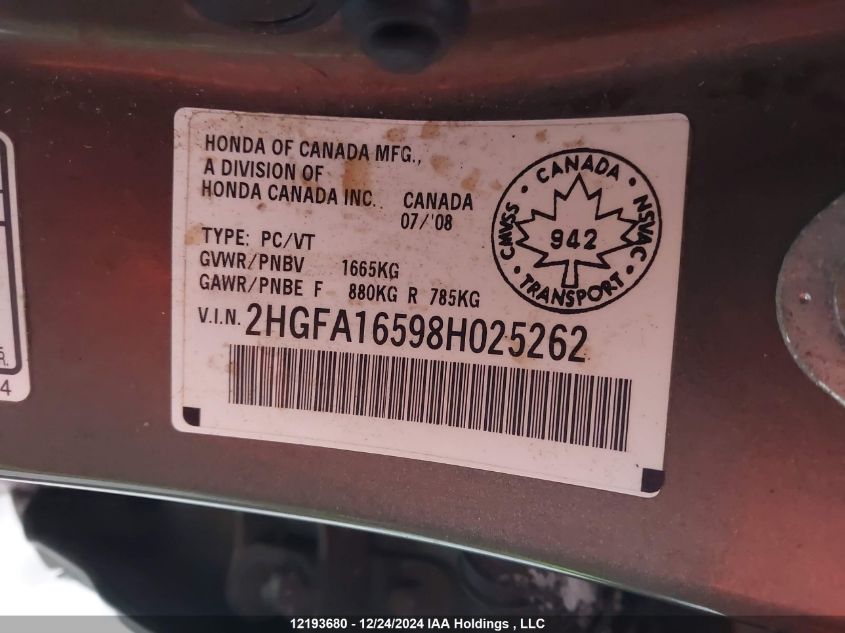 HONDA OF CANADA MFG.,
A DIVISION OF
HONDA CANADA INC. CANADA
07/'08
TYPE: PC/VT
GVWR/PNBV 1665KG
GAWR/PNBE F 880KG R 785KG
V.I.N. 2HGFA16598H025262
· CANADA ·
CMVSS NSVAC
942
· TRANSPORT ·
R.
4
12193680 - 12/24/2024 IAA Holdings , LLC